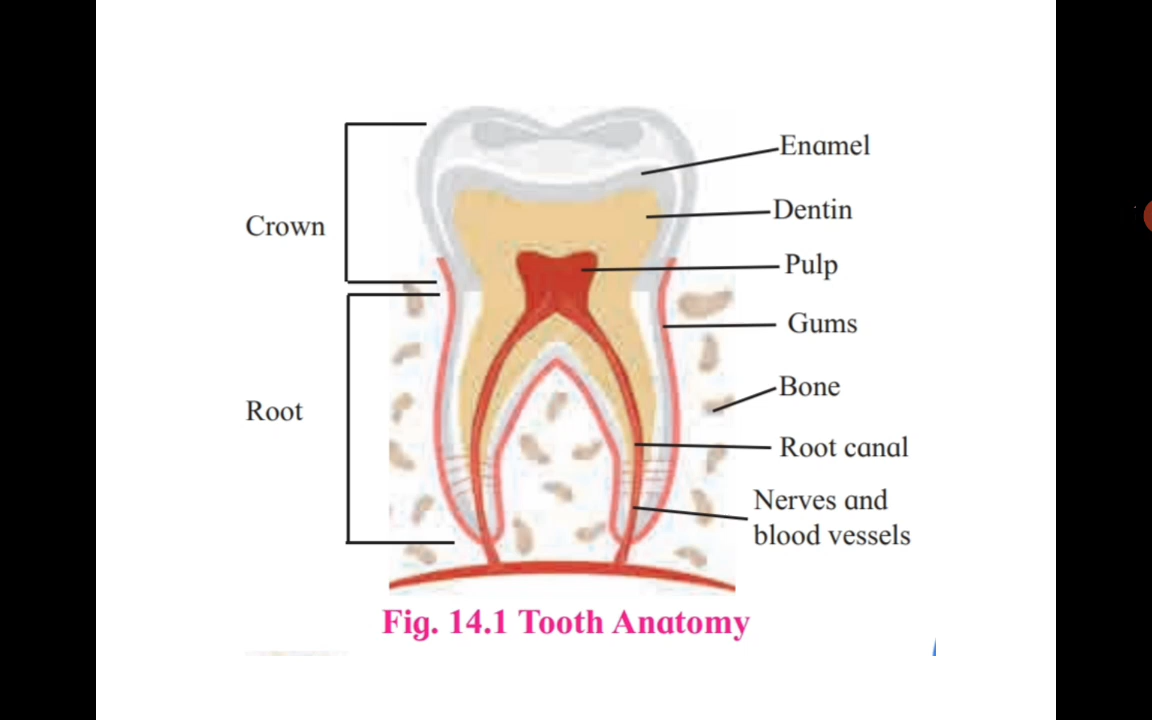 Enamel
Dentin
Crown
Pulp
Gums
Bone
Root
Root canal
Nerves and
blood vessels
Fig. 14.1 Tooth Anatomy